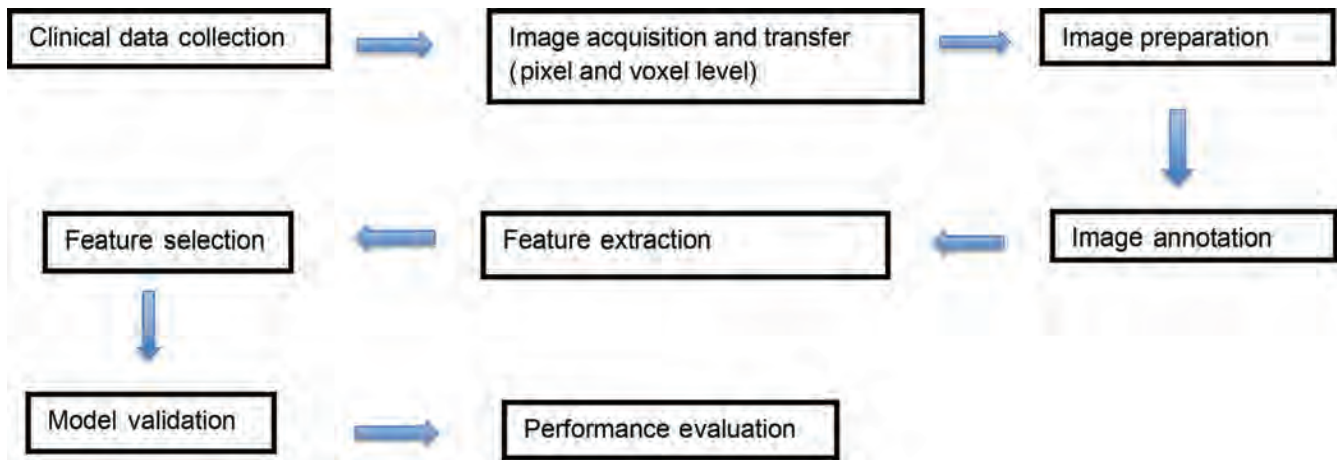 Clinical data collection
Image acquisition and transfer
(pixel and voxel level)
Image preparation
Image annotation
Feature extraction
Feature selection
Model validation
Performance evaluation